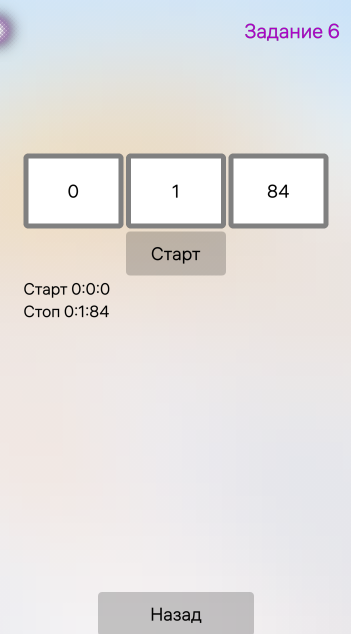 Задание 6
0 1 84
Старт
Старт 0:0:0
Стоп 0:1:84
Назад